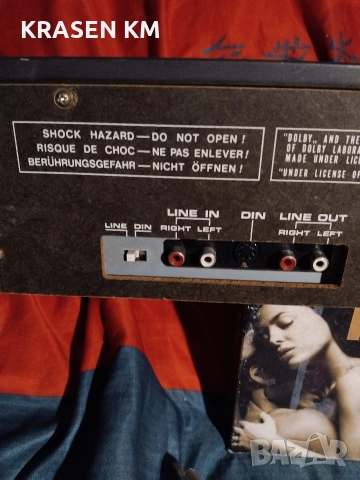 KRASEN KM
SHOCK HAZARD—DO NOT OPEN!
RISQUE DE CHOC—NE PAS ENLEVER!
BERÜHRUNGSGEFAHR—NICHT ÖFFNEN!
"DOLBY" AND THE
OF DOLBY LABORA
MADE UNDER LICE
"UNDER LICENSE OF
LINE IN DIN LINE OUT
LINE DIN RIGHT LEFT RIGHT LEFT
BAZAR